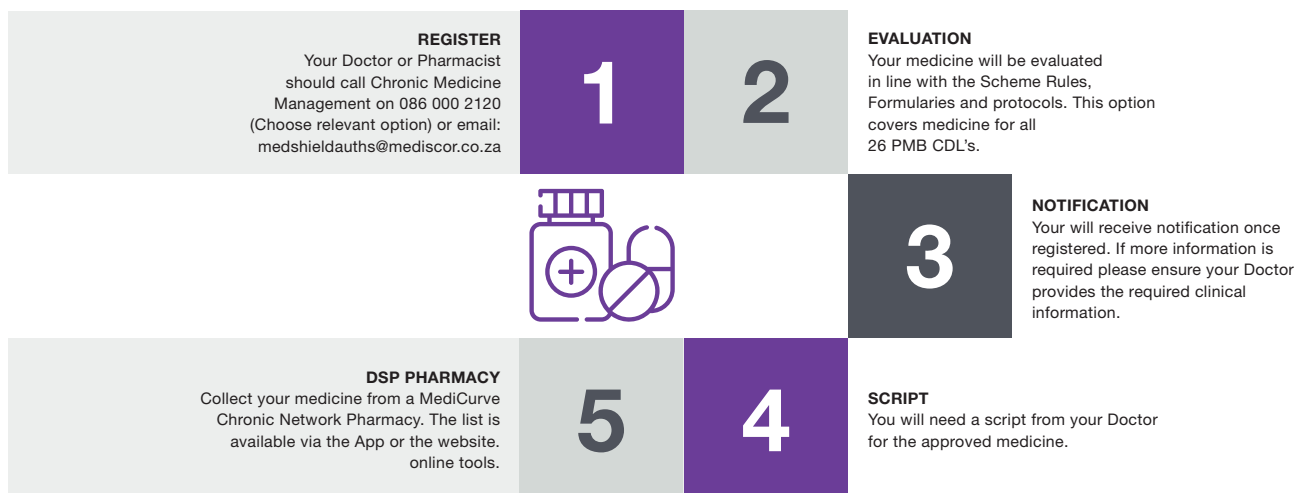 REGISTER
Your Doctor or Pharmacist
should call Chronic Medicine
Management on 086 000 2120
(Choose relevant option) or email:
medshieldauths@mediscor.co.za
1
2
EVALUATION
Your medicine will be evaluated
in line with the Scheme Rules,
Formularies and protocols. This option
covers medicine for all
26 PMB CDL's.
3
NOTIFICATION
Your will receive notification once
registered. If more information is
required please ensure your Doctor
provides the required clinical
information.
4
SCRIPT
You will need a script from your Doctor
for the approved medicine.
5
DSP PHARMACY
Collect your medicine from a MediCurve
Chronic Network Pharmacy. The list is
available via the App or the website.
online tools.